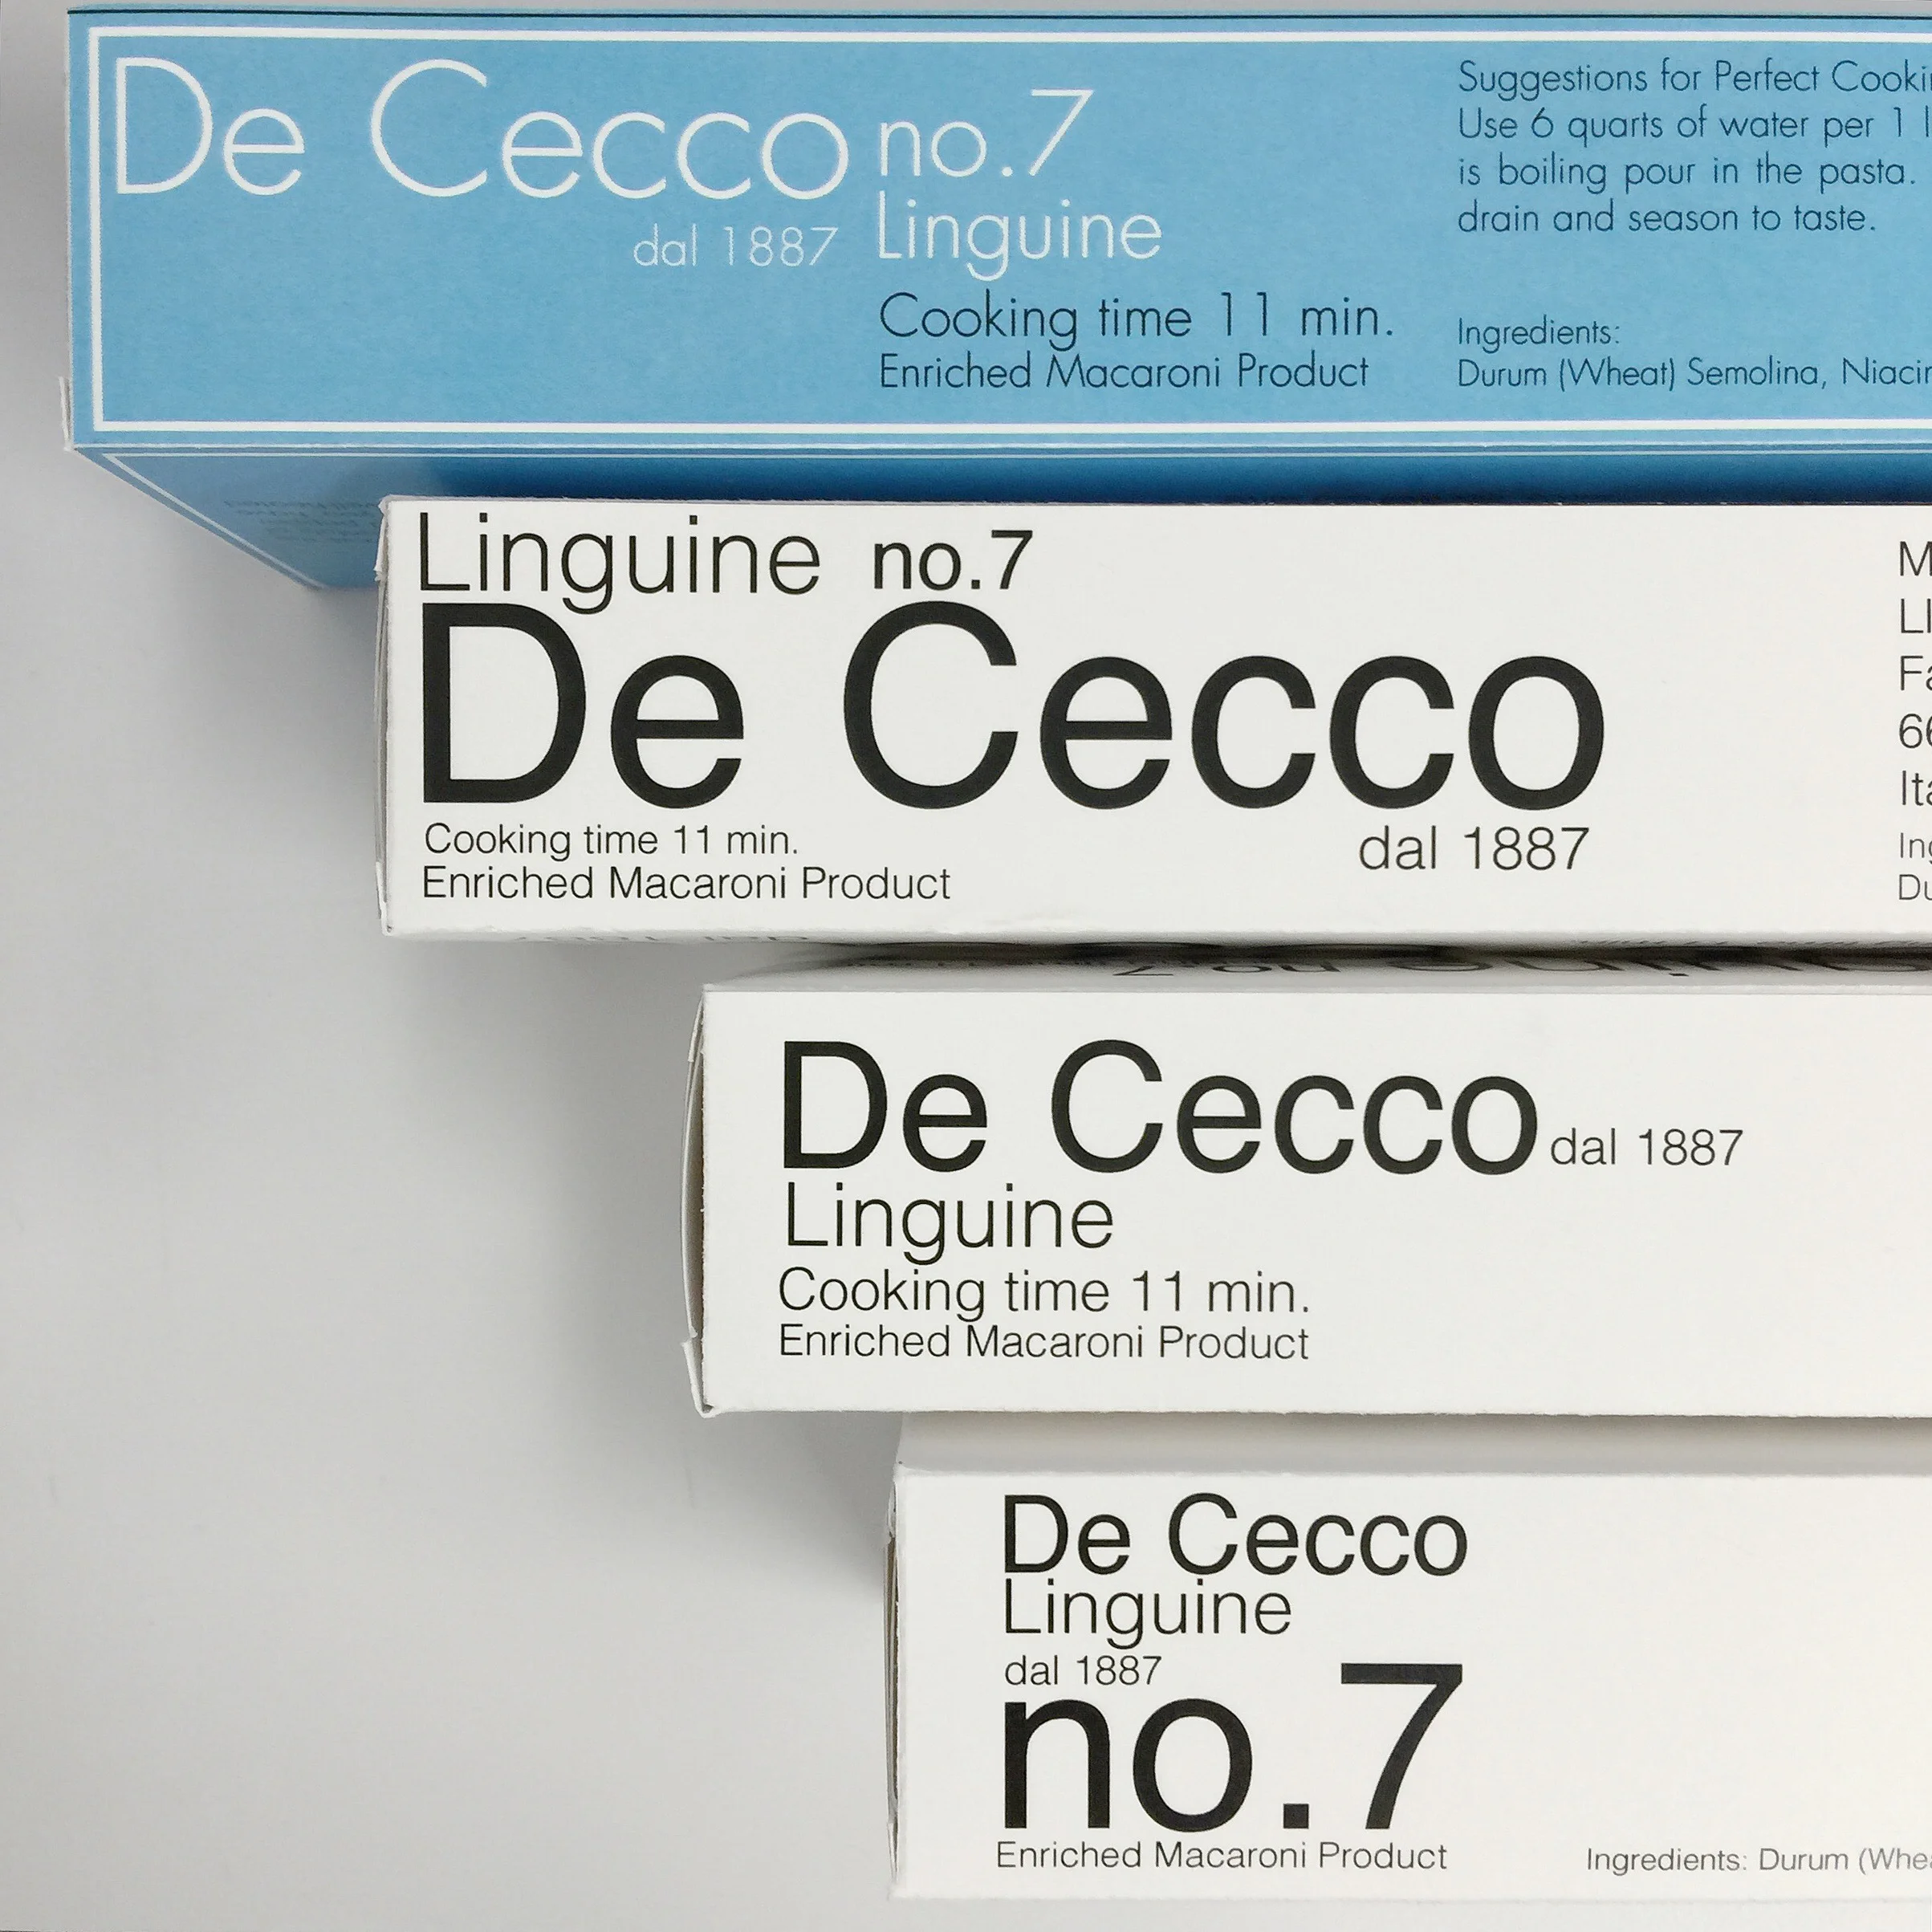 De Cecco no.7
dal 1887 Linguine
Cooking time 11 min.
Enriched Macaroni Product
Suggestions for Perfect
Use 6 quarts of water per 1
is boiling pour in the pasta.
drain and season to taste.
Ingredients:
Durum (Wheat) Semolina,
Linguine no.7
De Cecco
Cooking time 11 min.
Enriched Macaroni Product
dal 1887
De Cecco dal 1887
Linguine
Cooking time 11 min.
Enriched Macaroni Product
De Cecco
Linguine
dal 1887
no.7
Enriched Macaroni Product
Ingredients: Durum